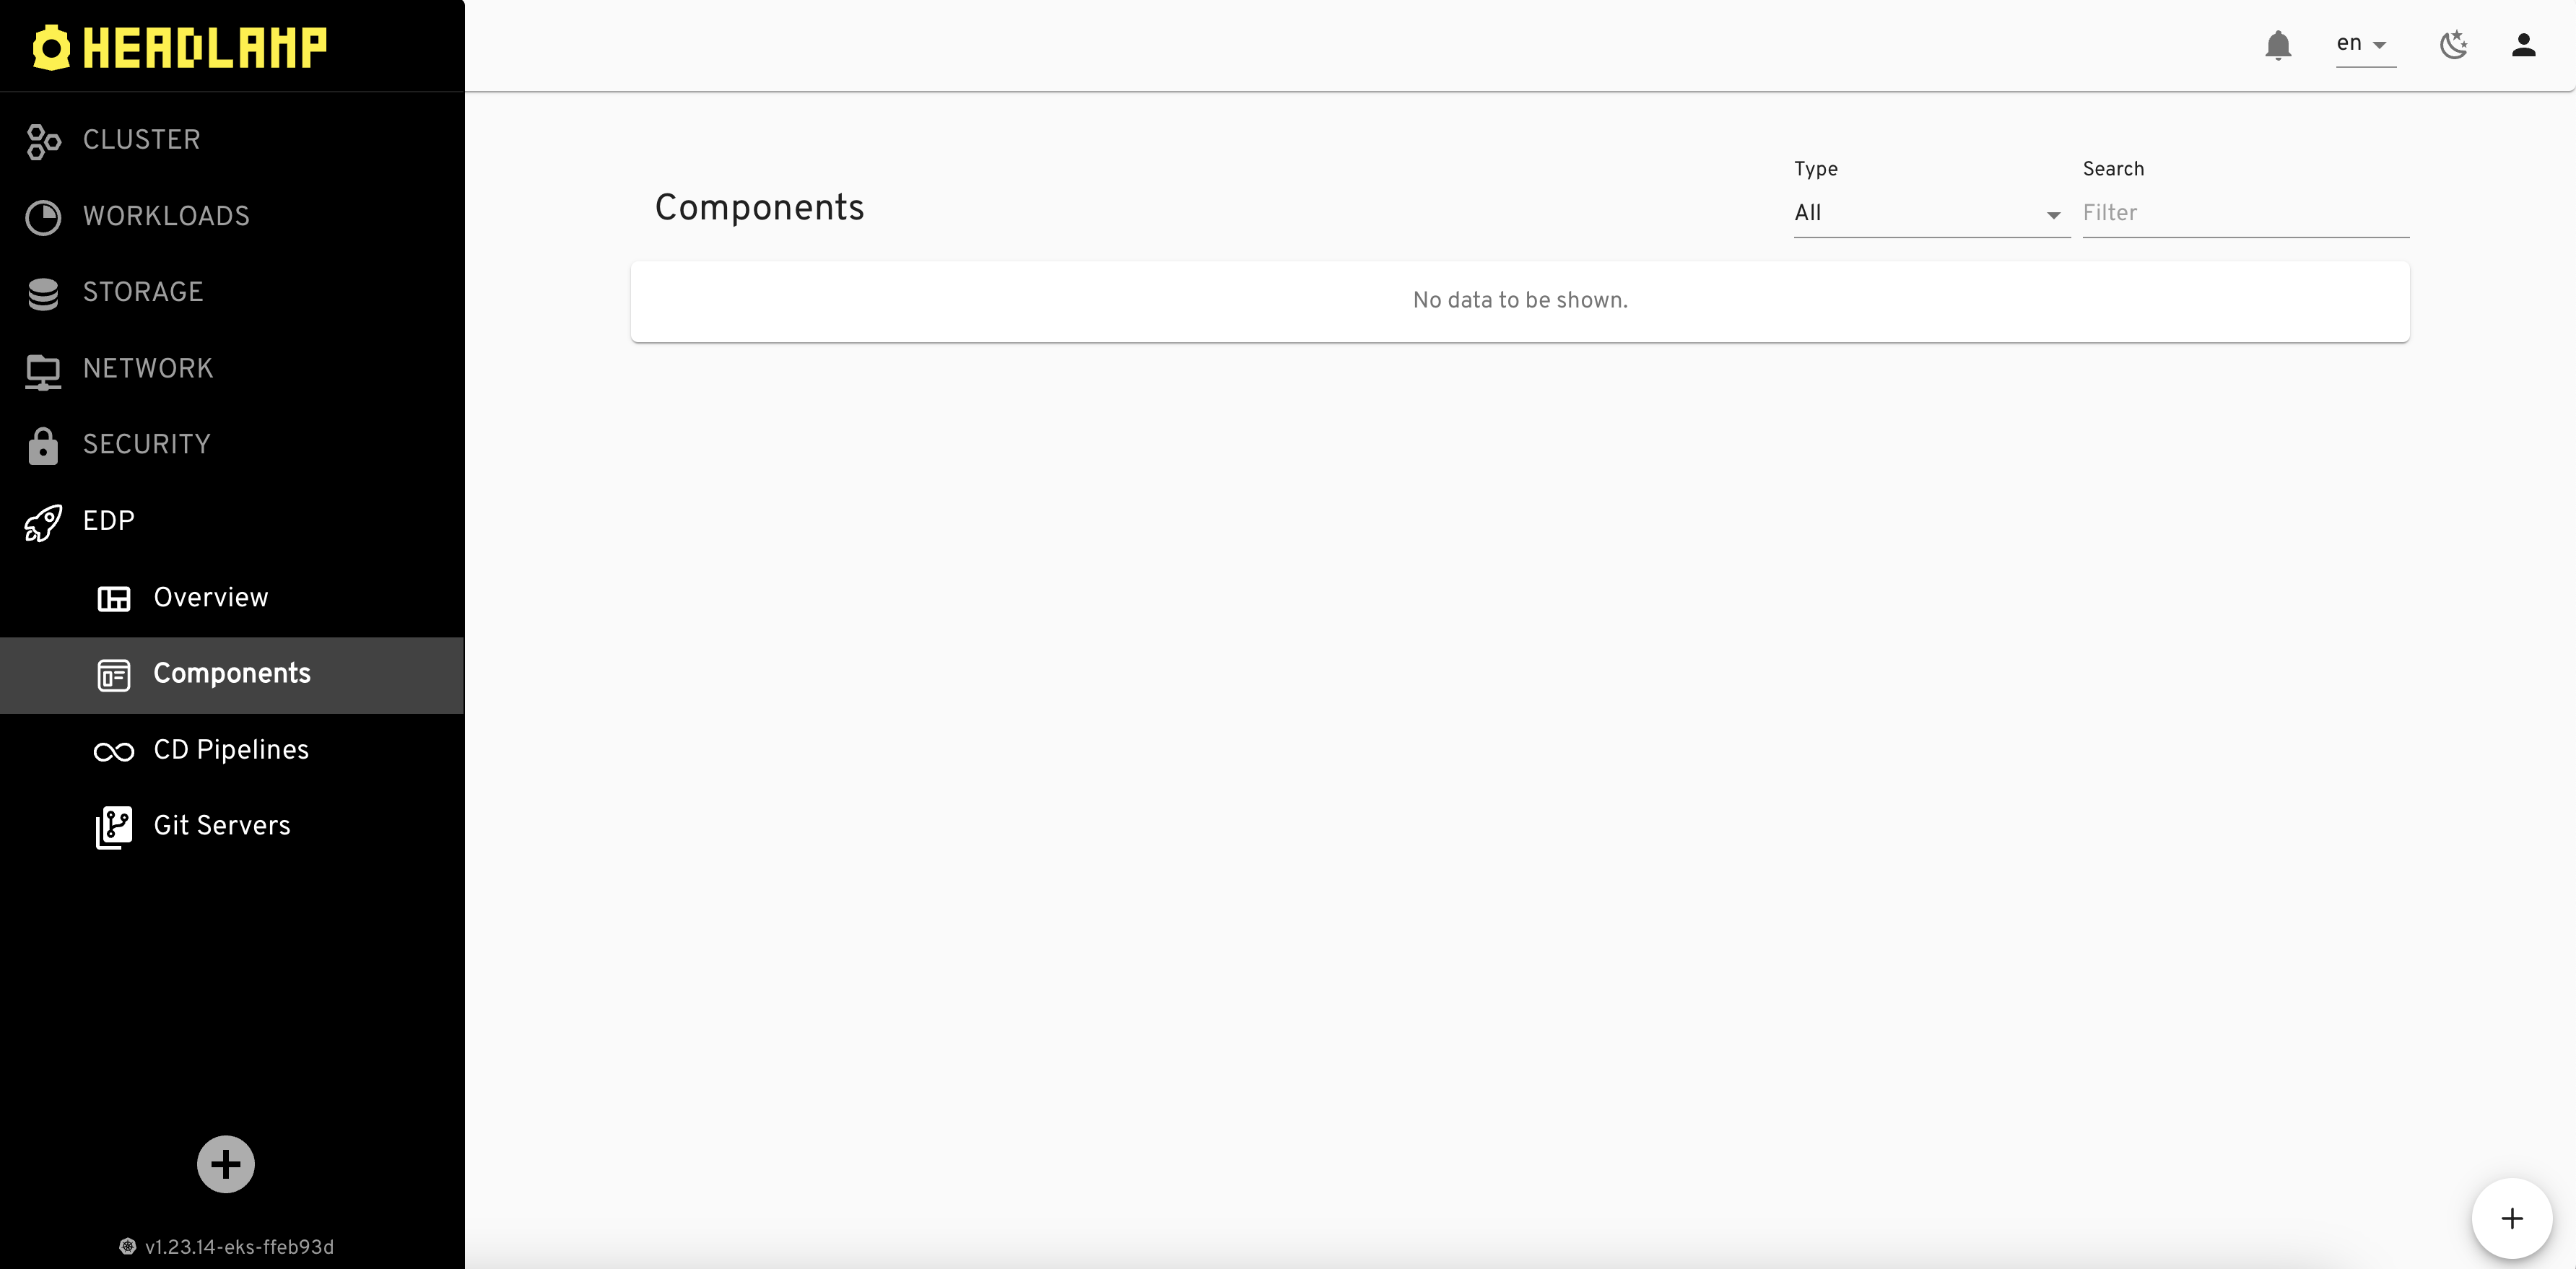 HEADLAMP
en
CLUSTER
WORKLOADS
STORAGE
NETWORK
SECURITY
EDP
Overview
Components
CD Pipelines
Git Servers
v1.23.14-eks-ffeb93d
Components
Type
All
Search
Filter
No data to be shown.